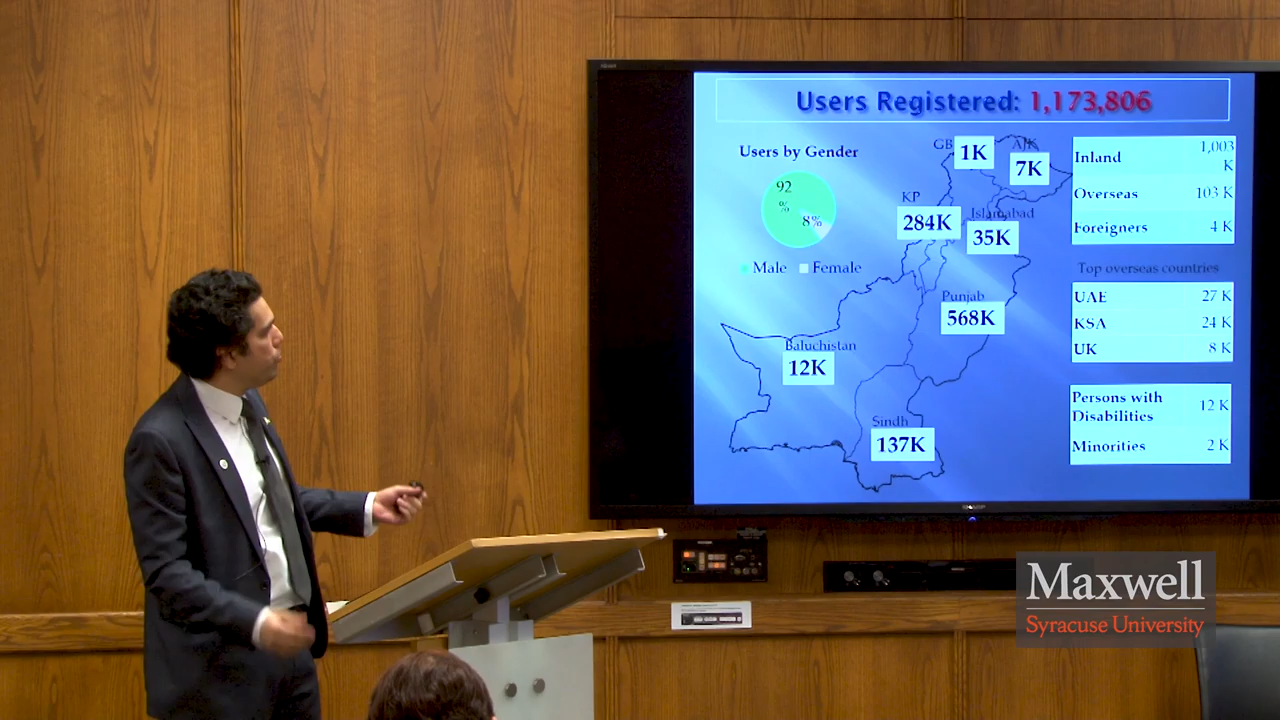 Users Registered: 1,173,806
Users by Gender
92
%
8%
Male Female
GB
1K
AJK
7K
KP
284K
Islamabad
35K
Punjab
568K
Baluchistan
12K
Sindh
137K
Inland 1,003
K
Overseas 103 K
Foreigners 4 K
Top overseas countries
UAE 27 K
KSA 24 K
UK 8 K
Persons with
Disabilities 12 K
Minorities 2 K
SHARP
Maxwell
Syracuse University